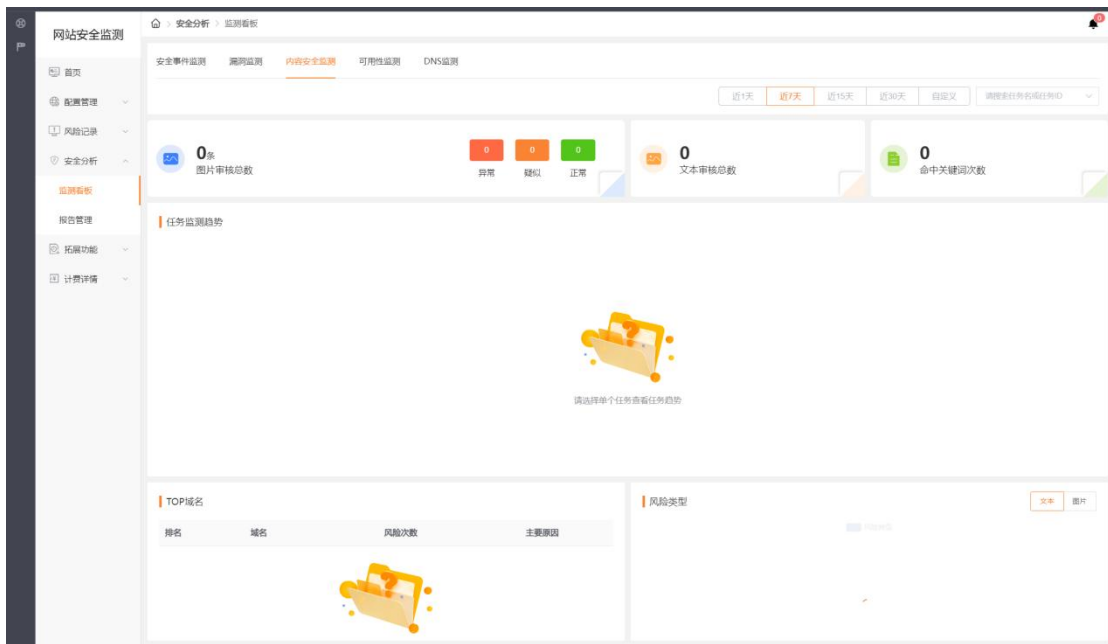 网站安全监测
首页
配置管理
风险记录
安全分析
监测看板
报告管理
拓展功能
计费详情
安全分析 > 监测看板
0
安全事件监测 漏洞监测 内容安全监测 可用性监测 DNS监测
近1天 近7天 近15天 近30天 自定义 请搜索任务名或任务ID
0条
图片审核总数
0 0 0
异常 疑似 正常
0
文本审核总数
0
命中关键词次数
任务监测趋势
请选择单个任务查看任务趋势
TOP域名
排名 域名 风险次数 主要原因
风险类型
文本 图片